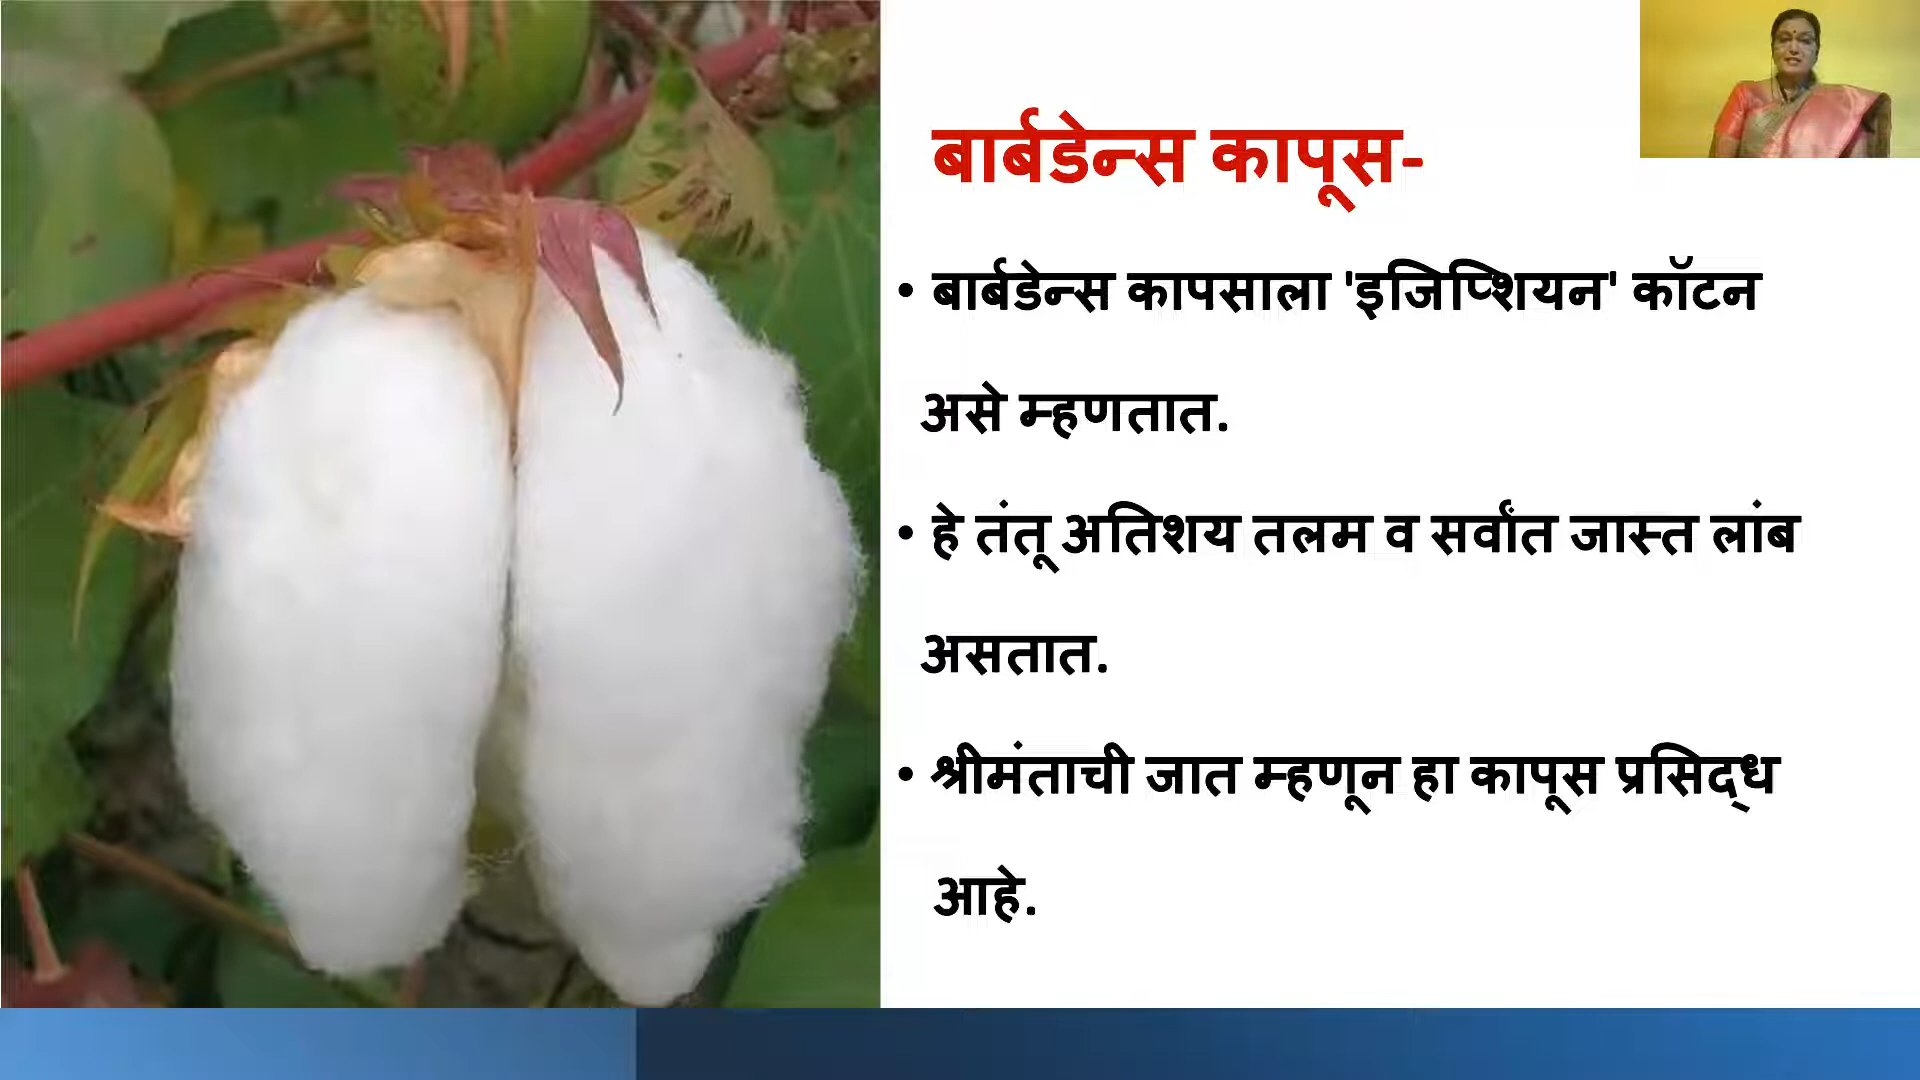 बार्बडेन्स कापूस-
• बार्बडेन्स कापसाला 'इजिप्शियन' कॉटन
असे म्हणतात.
• हे तंतू अतिशय तलम व सर्वांत जास्त लांब
असतात.
• श्रीमंताची जात म्हणून हा कापूस प्रसिद्ध
आहे.